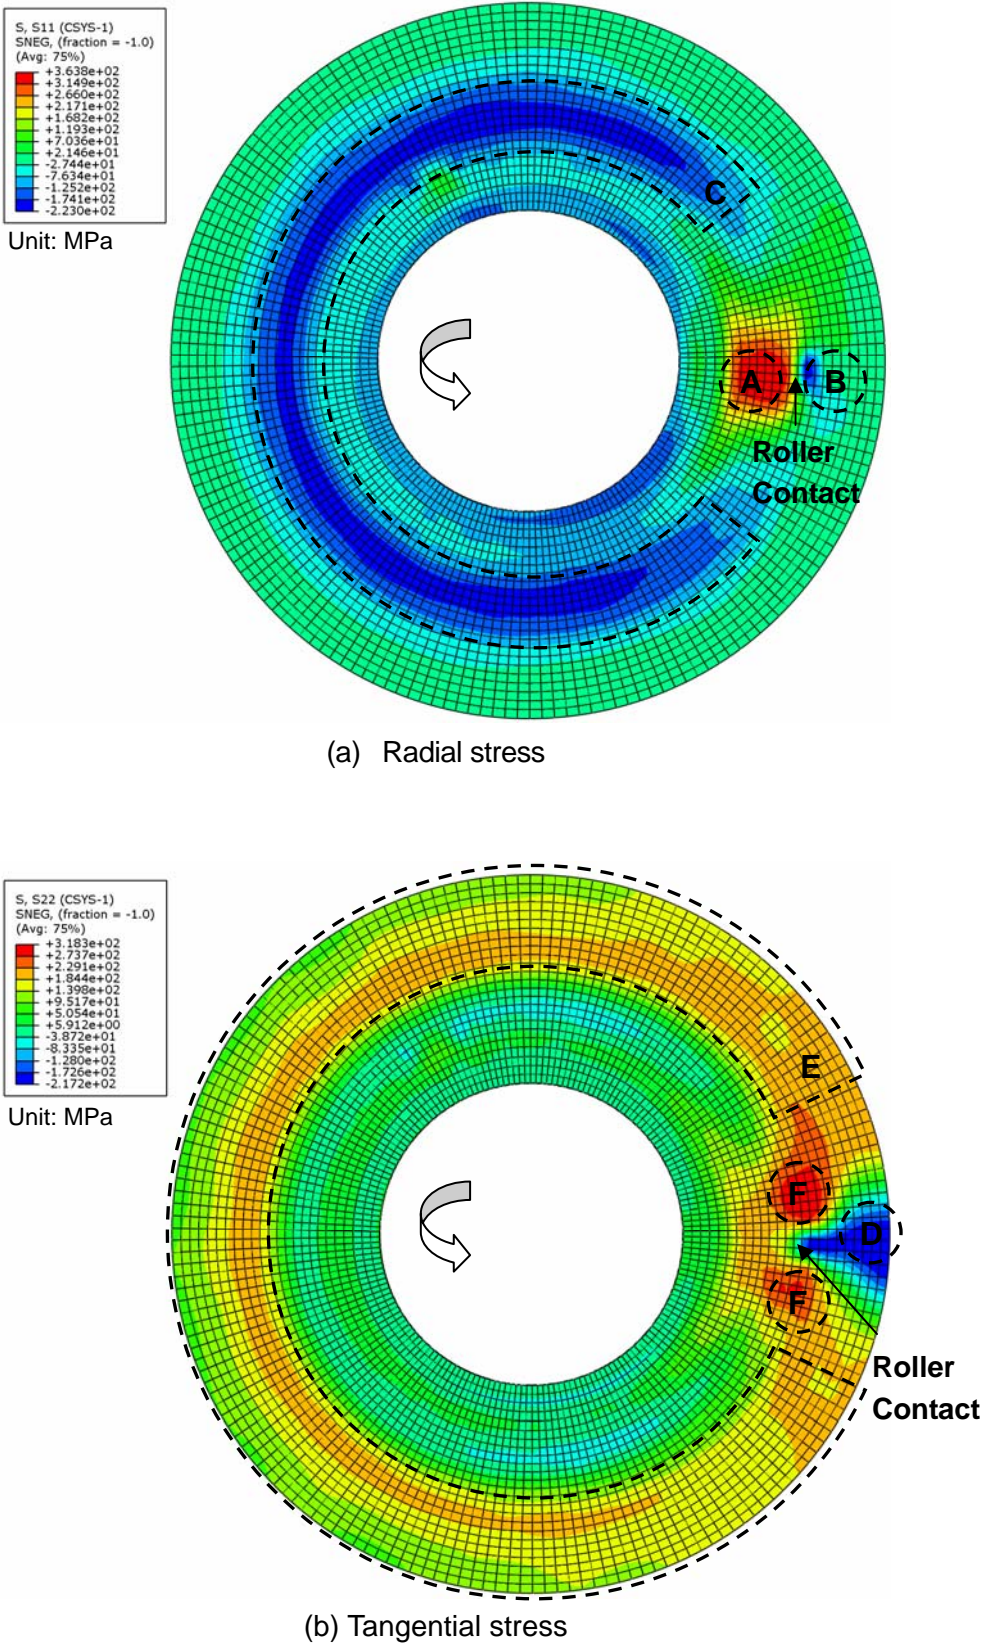 S, S11 (CSYS-1)
SNEG, (fraction = -1.0)
(Avg: 75%)
+3.638e+02
+3.149e+02
+2.660e+02
+2.171e+02
+1.682e+02
+1.193e+02
+7.036e+01
+2.146e+01
-2.744e+01
-7.634e+01
-1.252e+02
-1.741e+02
-2.230e+02
Unit: MPa
C
A
B
Roller
Contact
(a) Radial stress
S, S22 (CSYS-1)
SNEG, (fraction = -1.0)
(Avg: 75%)
+3.183e+02
+2.737e+02
+2.291e+02
+1.844e+02
+1.398e+02
+9.517e+01
+5.054e+01
+5.912e+00
-3.872e+01
-8.335e+01
-1.280e+02
-1.726e+02
-2.172e+02
Unit: MPa
E
F
D
F
Roller
Contact
(b) Tangential stress